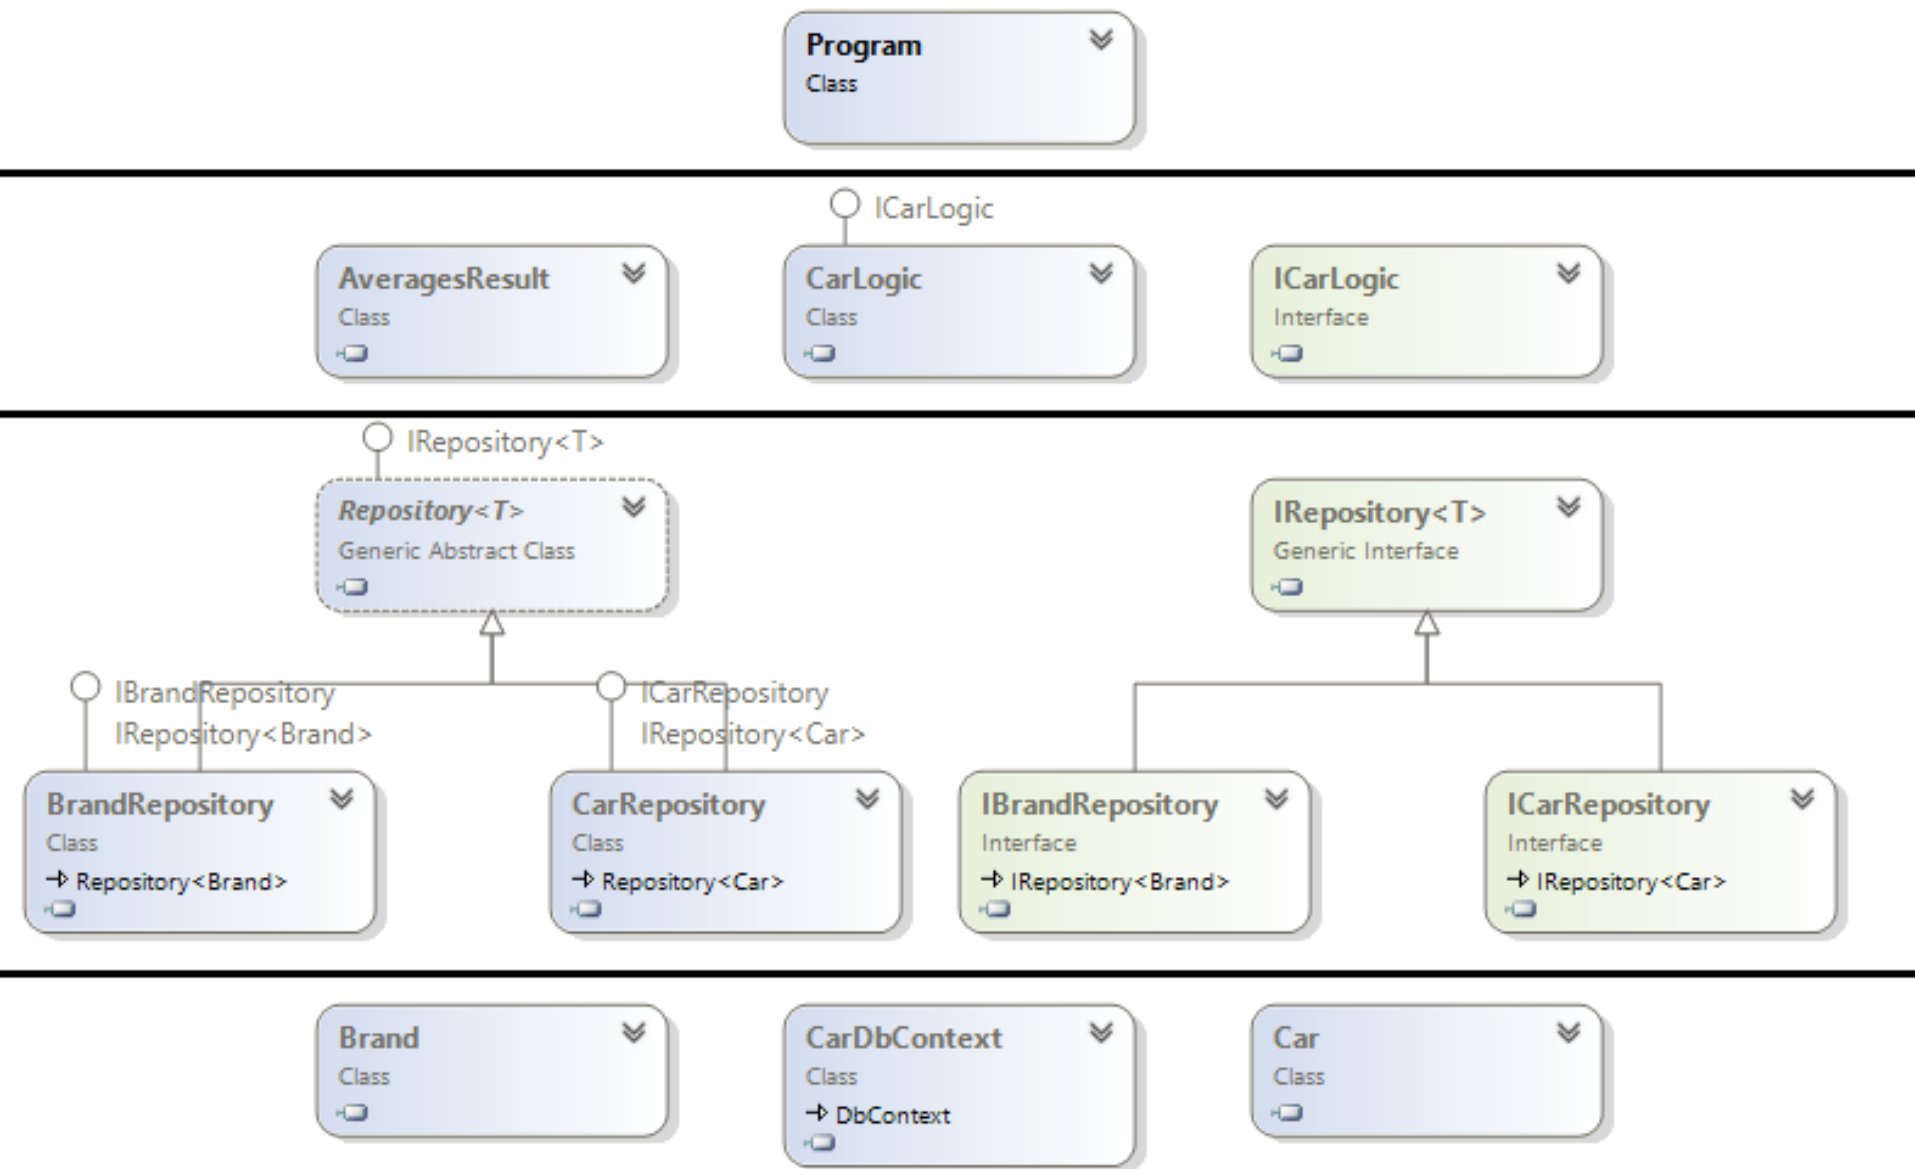 Program
Class
ICarLogic
AveragesResult
Class
CarLogic
Class
ICarLogic
Interface
IRepository<T>
Repository<T>
Generic Abstract Class
IRepository<T>
Generic Interface
IBrandRepository
IRepository<Brand>
ICarRepository
IRepository<Car>
BrandRepository
Class
Repository<Brand>
CarRepository
Class
Repository<Car>
IBrandRepository
Interface
IRepository<Brand>
ICarRepository
Interface
IRepository<Car>
Brand
Class
CarDbContext
Class
DbContext
Car
Class